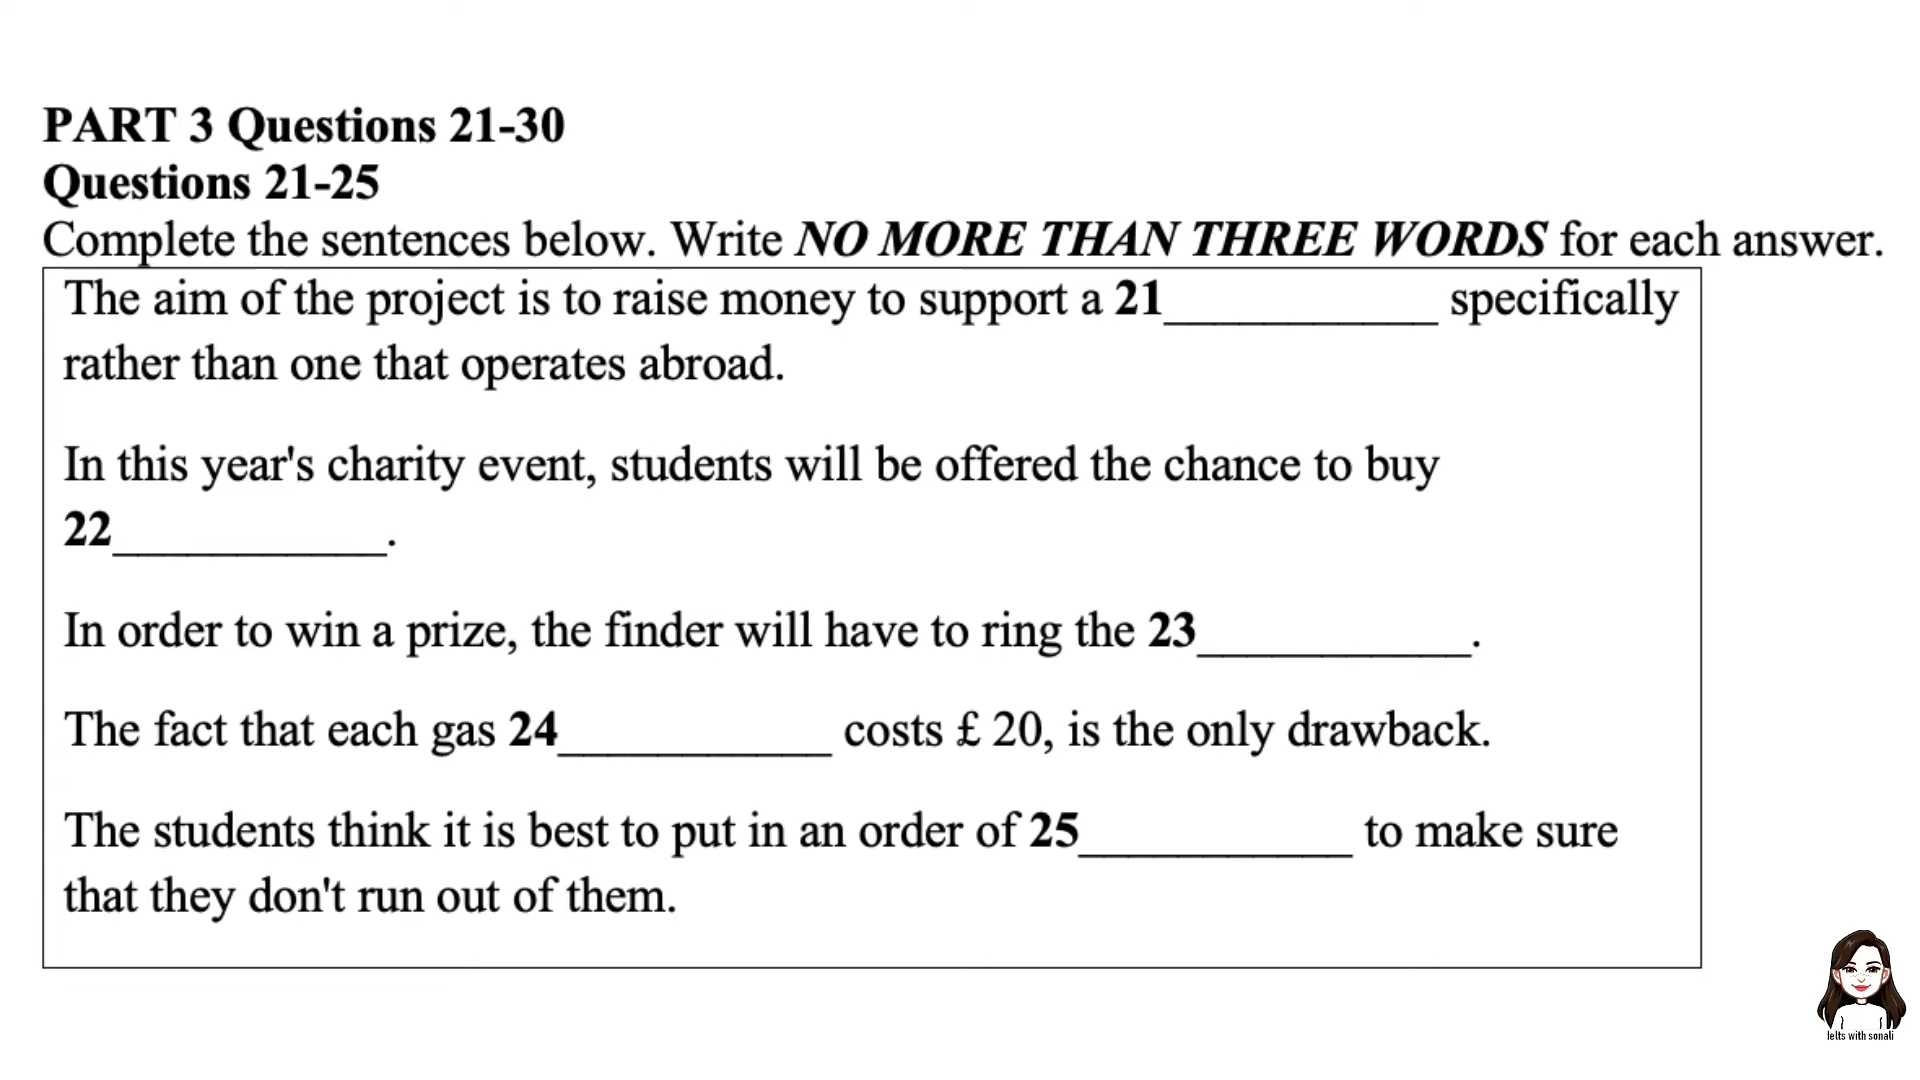 PART 3 Questions 21-30
Questions 21-25
Complete the sentences below. Write NO MORE THAN THREE WORDS for each answer.
The aim of the project is to raise money to support a 21___________ specifically
rather than one that operates abroad.
In this year's charity event, students will be offered the chance to buy
22___________.
In order to win a prize, the finder will have to ring the 23___________.
The fact that each gas 24___________ costs £ 20, is the only drawback.
The students think it is best to put in an order of 25___________ to make sure
that they don't run out of them.
Ielts with sonali